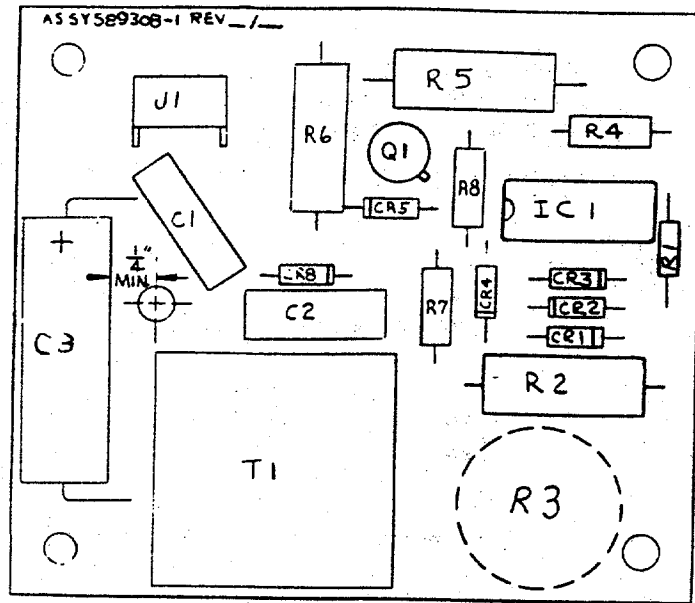 ASSY589308-1 REV_/_
J1
R6
R5
R4
Q1
R8
CR5
IC1
R1
C1
+
1/4"
MIN.
C3
CR8
C2
R7
CR4
CR3
CR2
CR1
R2
T1
R3